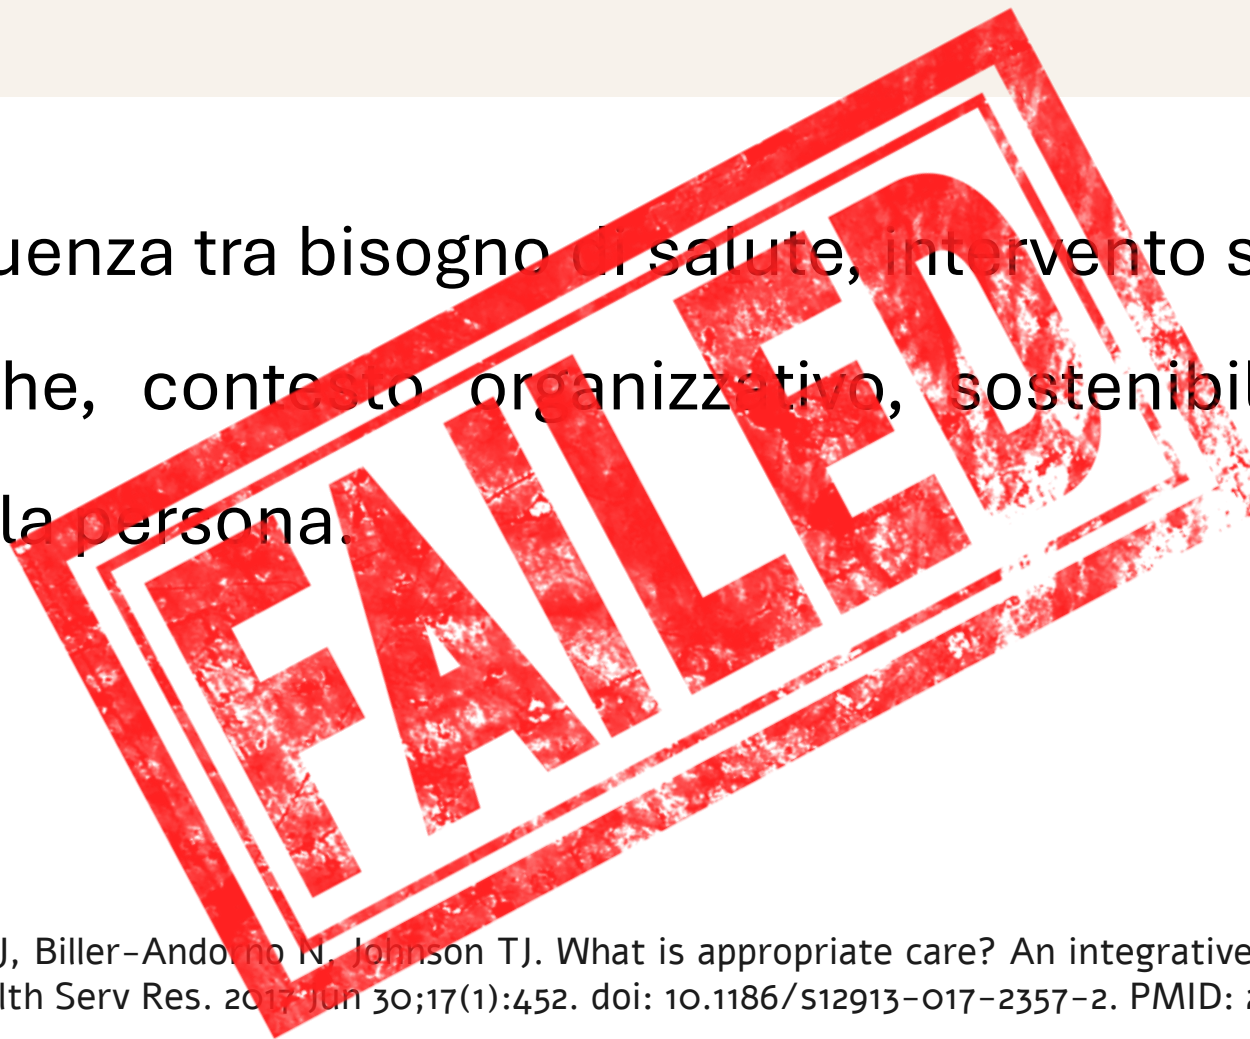 uenza tra bisogno di salute, intervento s
he, contesto organizzativo, sostenibil
la persona.
FAILED
J, Biller-Andorno N, Johnson TJ. What is appropriate care? An integrative
lth Serv Res. 2017 Jun 30;17(1):452. doi: 10.1186/s12913-017-2357-2. PMID: 2